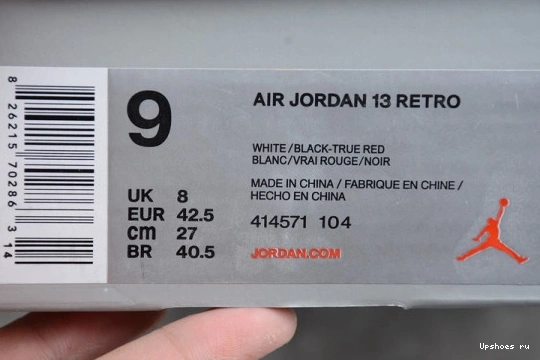 8 26215 70286 3 14
9
UK 8
EUR 42.5
cm 27
BR 40.5
AIR JORDAN 13 RETRO
WHITE/BLACK-TRUE RED
BLANC/VRAI ROUGE/NOIR
MADE IN CHINA / FABRIQUE EN CHINE /
HECHO EN CHINA
414571 104
JORDAN.COM
Upshoes ru